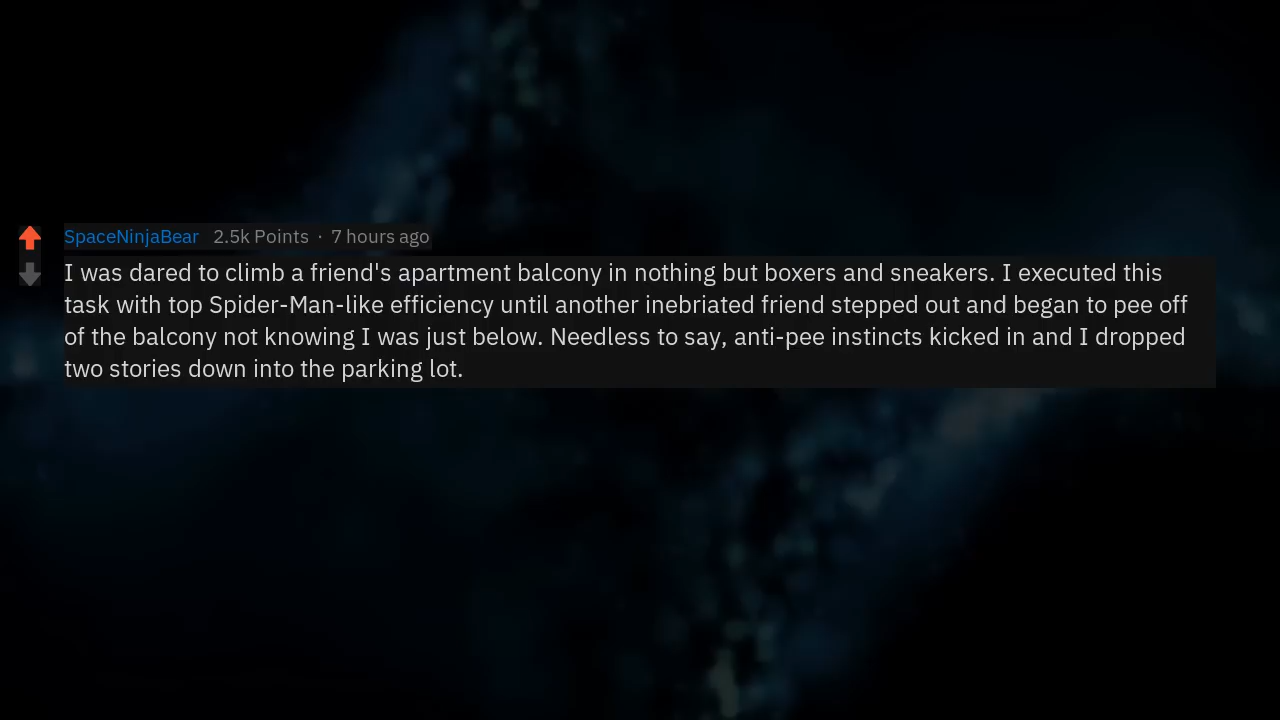 SpaceNinjaBear 2.5k Points · 7 hours ago
I was dared to climb a friend's apartment balcony in nothing but boxers and sneakers. I executed this
task with top Spider-Man-like efficiency until another inebriated friend stepped out and began to pee off
of the balcony not knowing I was just below. Needless to say, anti-pee instincts kicked in and I dropped
two stories down into the parking lot.